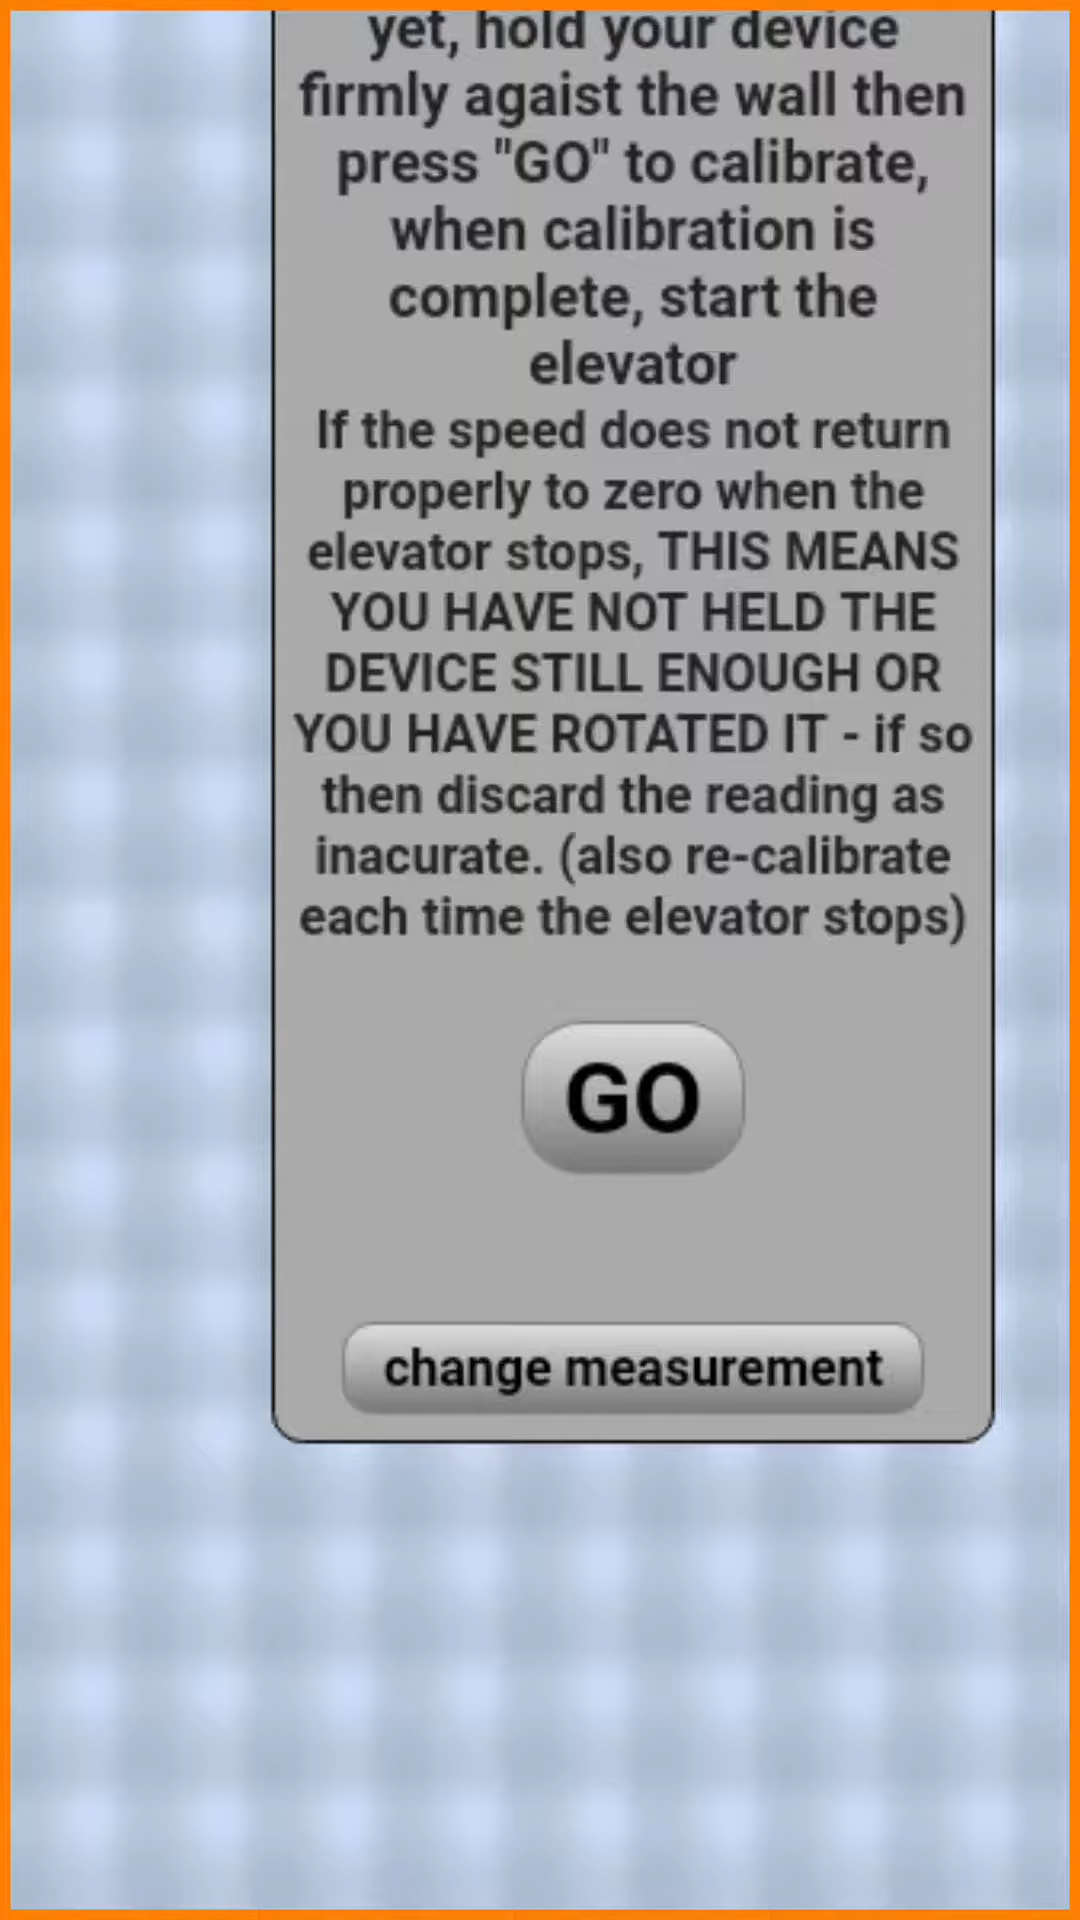 yet, hold your device
firmly agaist the wall then
press "GO" to calibrate,
when calibration is
complete, start the
elevator
If the speed does not return
properly to zero when the
elevator stops, THIS MEANS
YOU HAVE NOT HELD THE
DEVICE STILL ENOUGH OR
YOU HAVE ROTATED IT - if so
then discard the reading as
inacurate. (also re-calibrate
each time the elevator stops)
GO
change measurement